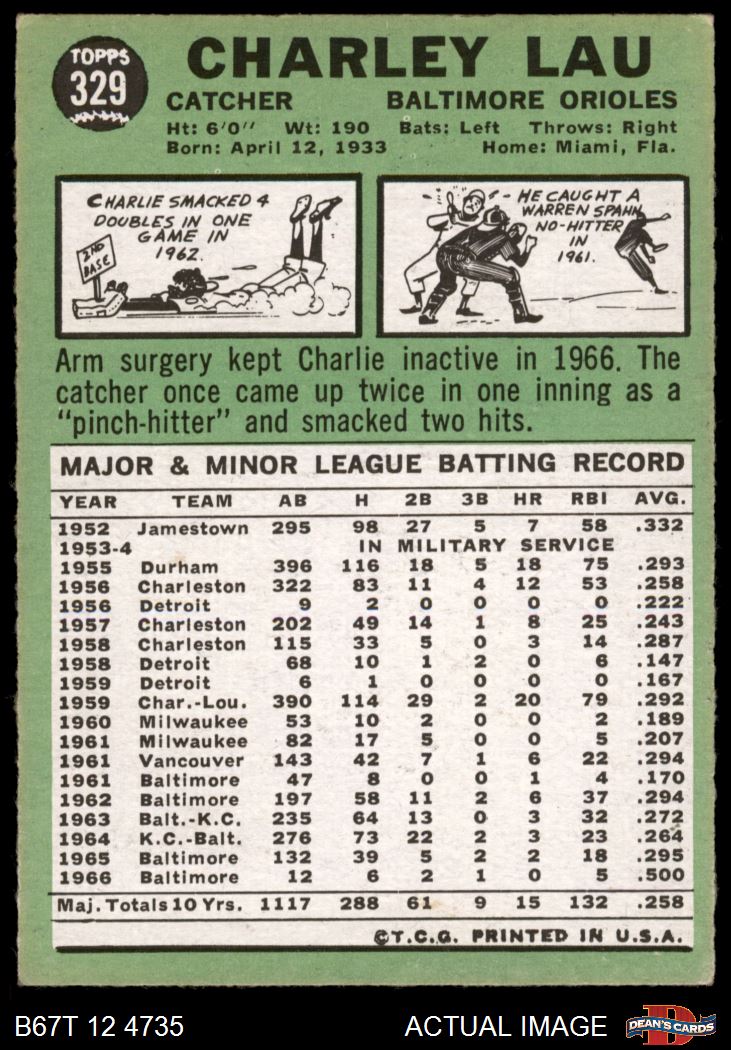 TOPPS
329
CHARLEY LAU
CATCHER BALTIMORE ORIOLES
Ht: 6'0" Wt: 190 Bats: Left Throws: Right
Born: April 12, 1933 Home: Miami, Fla.
CHARLIE SMACKED 4
DOUBLES IN ONE
GAME IN
1962.
2ND
BASE
HE CAUGHT A
WARREN SPAHN
NO-HITTER
IN
1961.
Arm surgery kept Charlie inactive in 1966. The
catcher once came up twice in one inning as a
"pinch-hitter" and smacked two hits.
MAJOR & MINOR LEAGUE BATTING RECORD
YEAR TEAM AB H 2B 3B HR RBI AVG.
1952 Jamestown 295 98 27 5 7 58 .332
1953-4 IN MILITARY SERVICE
1955 Durham 396 116 18 5 18 75 .293
1956 Charleston 322 83 11 4 12 53 .258
1956 Detroit 9 2 0 0 0 0 .222
1957 Charleston 202 49 14 1 8 25 .243
1958 Charleston 115 33 5 0 3 14 .287
1958 Detroit 68 10 1 2 0 6 .147
1959 Detroit 6 1 0 0 0 0 .167
1959 Char.-Lou. 390 114 29 2 20 79 .292
1960 Milwaukee 53 10 2 0 0 2 .189
1961 Milwaukee 82 17 5 0 0 5 .207
1961 Vancouver 143 42 7 1 6 22 .294
1961 Baltimore 47 8 0 0 1 4 .170
1962 Baltimore 197 58 11 2 6 37 .294
1963 Balt.-K.C. 235 64 13 0 3 32 .272
1964 K.C.-Balt. 276 73 22 2 3 23 .264
1965 Baltimore 132 39 5 2 2 18 .295
1966 Baltimore 12 6 2 1 0 5 .500
Maj. Totals 10 Yrs. 1117 288 61 9 15 132 .258
©T.C.G. PRINTED IN U.S.A.
B67T 12 4735 ACTUAL IMAGE
D
DEAN'S CARDS